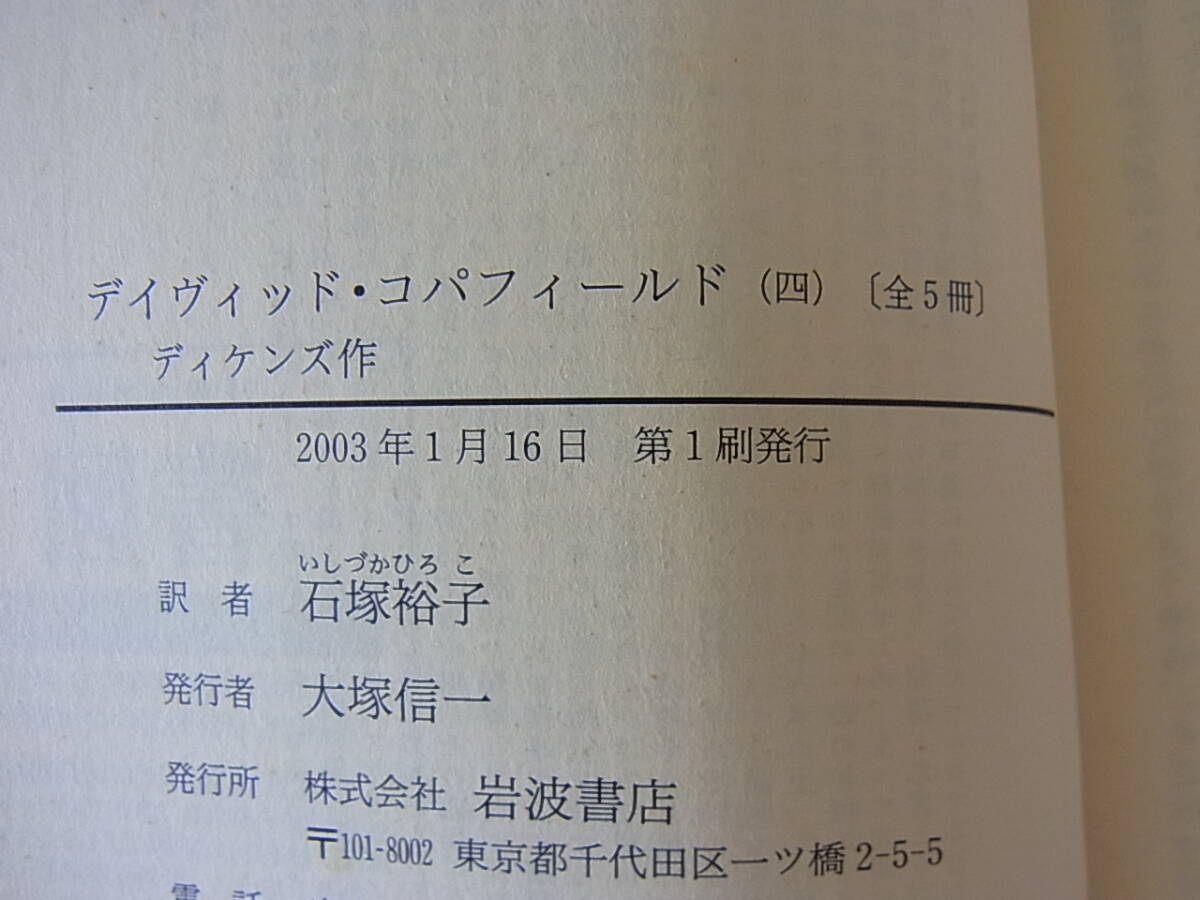 デイヴィッド・コパフィールド（四）〔全5冊〕
ディケンズ作
2003年1月16日　第1刷発行
いしづかひろこ
訳　者　石塚裕子
発行者　大塚信一
発行所　株式会社 岩波書店
〒101-8002 東京都千代田区一ツ橋2-5-5
電話